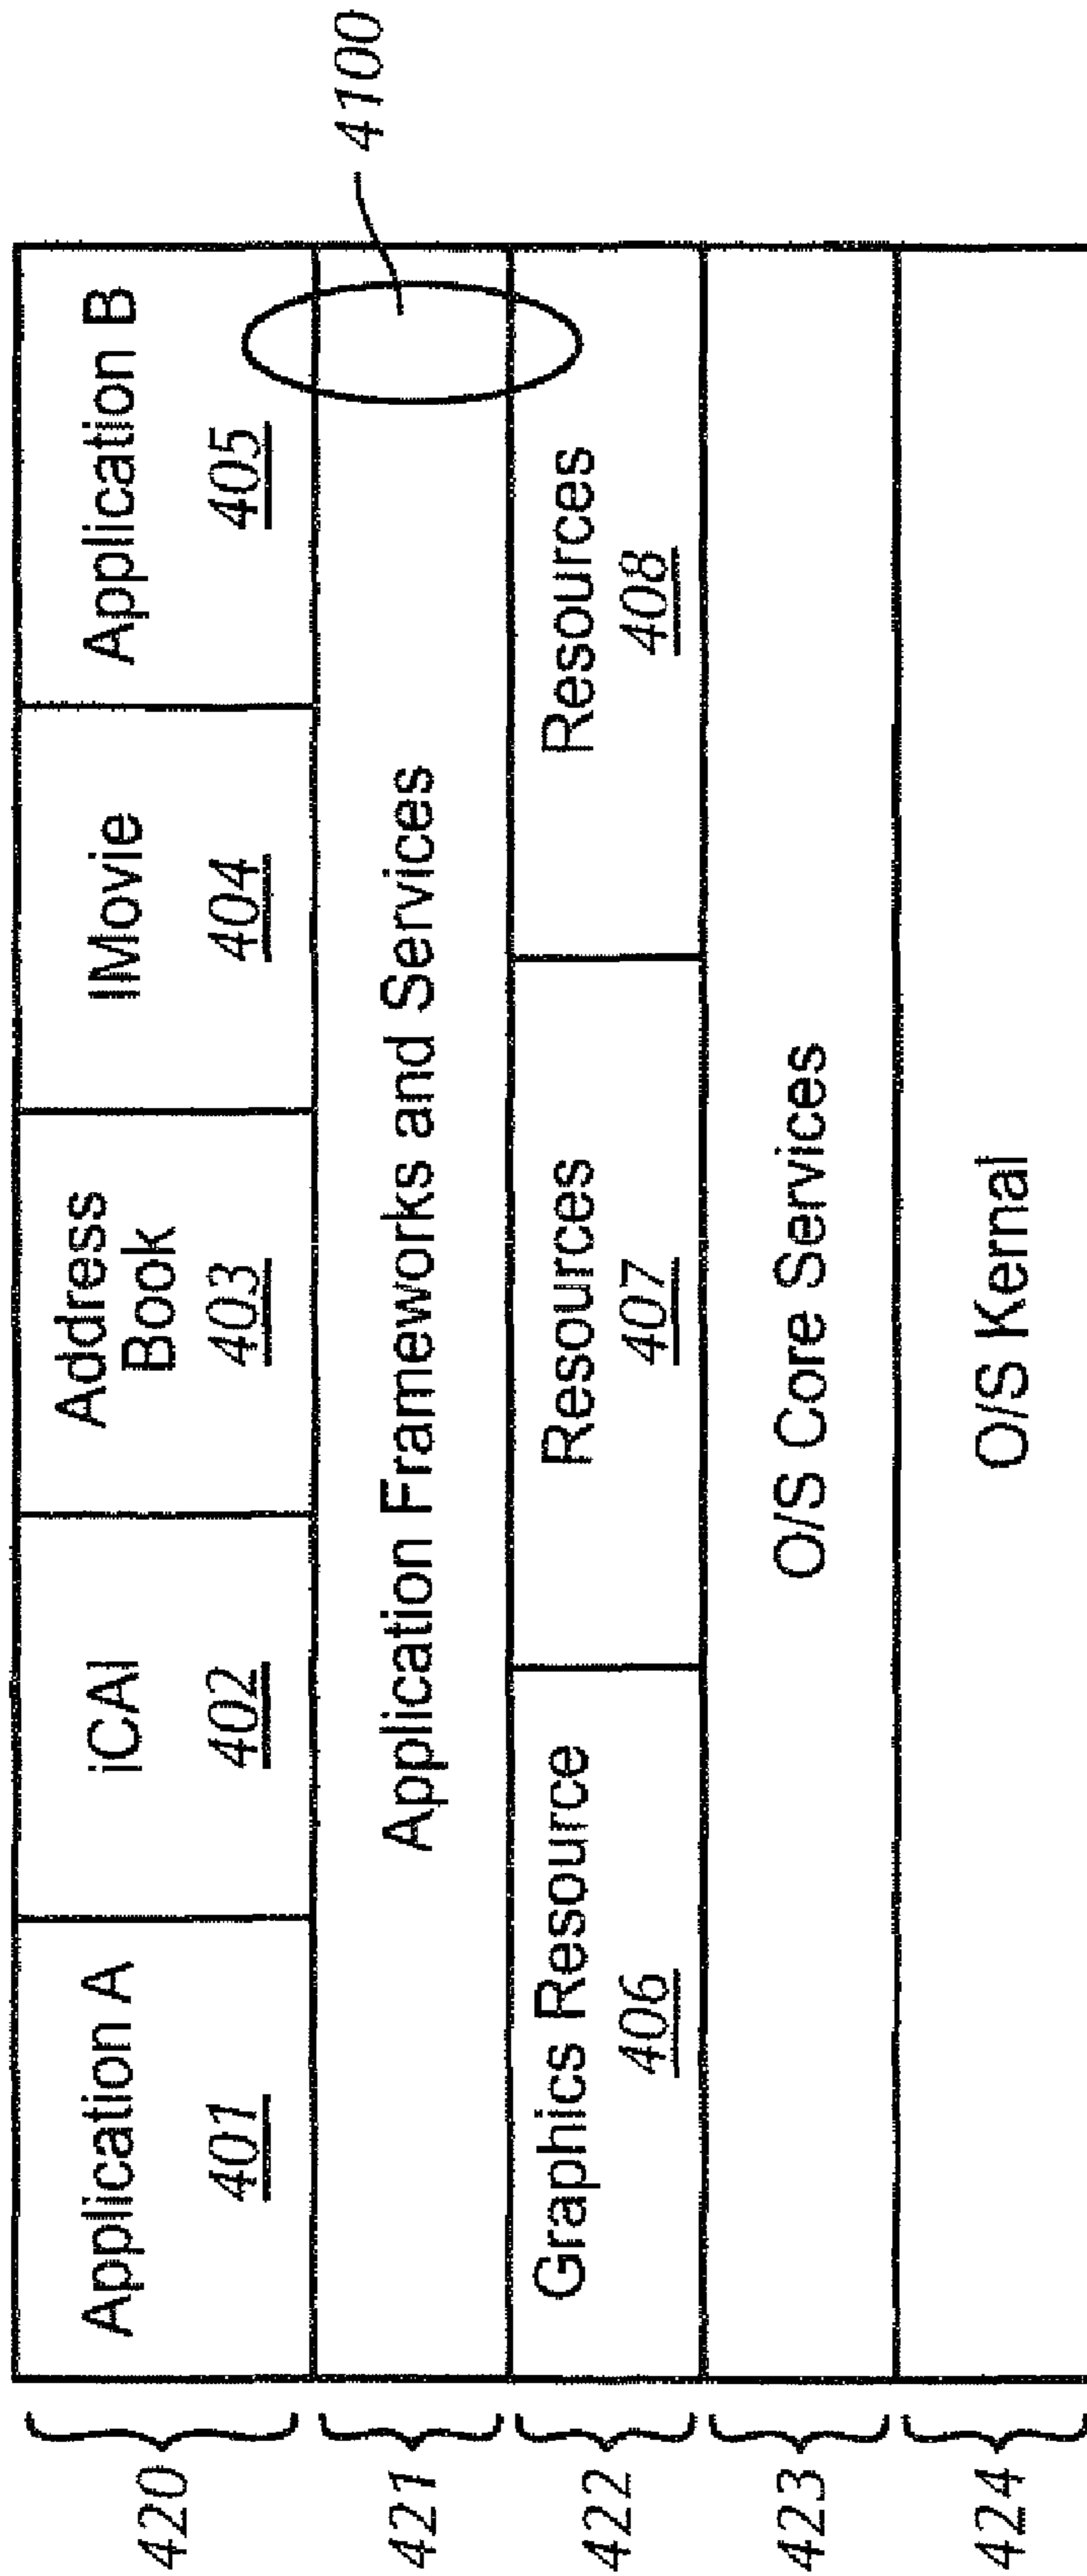 420
Application A
401
iCAl
402
Address
Book
403
IMovie
404
Application B
405
4100
421
Application Frameworks and Services
422
Graphics Resource
406
Resources
407
Resources
408
423
O/S Core Services
424
O/S Kernal